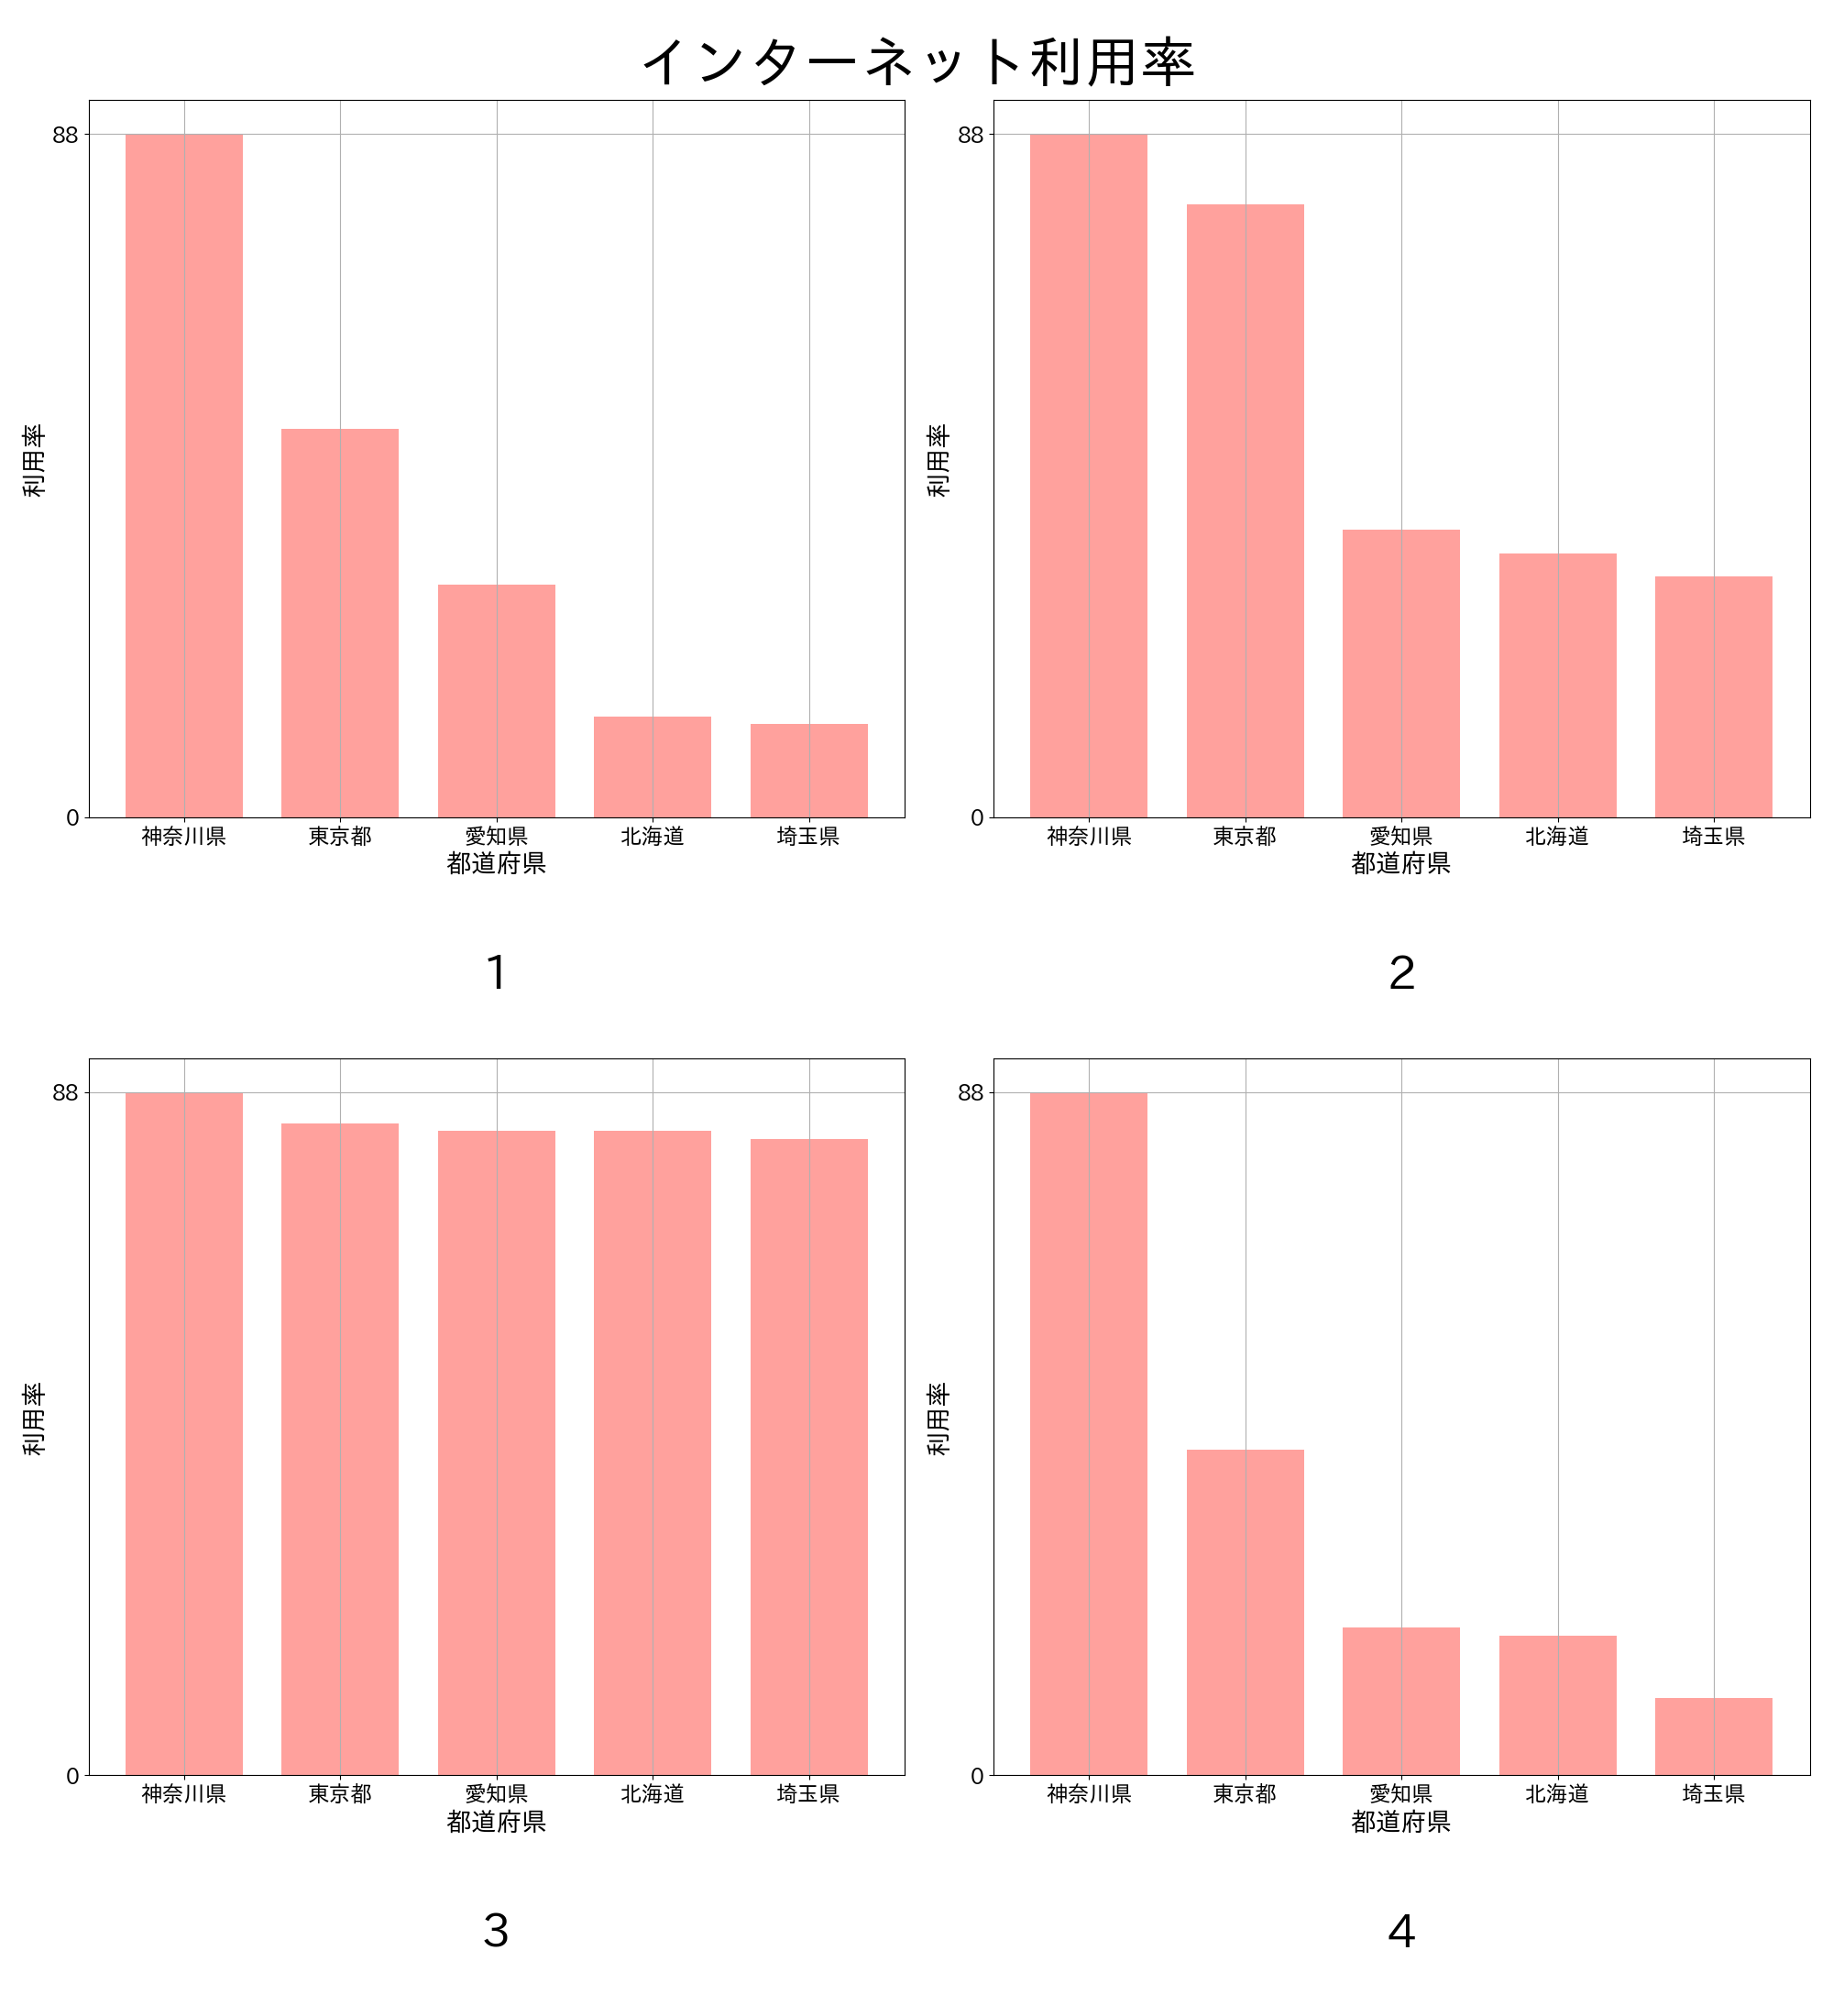 インターネット利用率
88
0
利用率
神奈川県 東京都 愛知県 北海道 埼玉県
都道府県
1
88
0
利用率
神奈川県 東京都 愛知県 北海道 埼玉県
都道府県
2
88
0
利用率
神奈川県 東京都 愛知県 北海道 埼玉県
都道府県
3
88
0
利用率
神奈川県 東京都 愛知県 北海道 埼玉県
都道府県
4